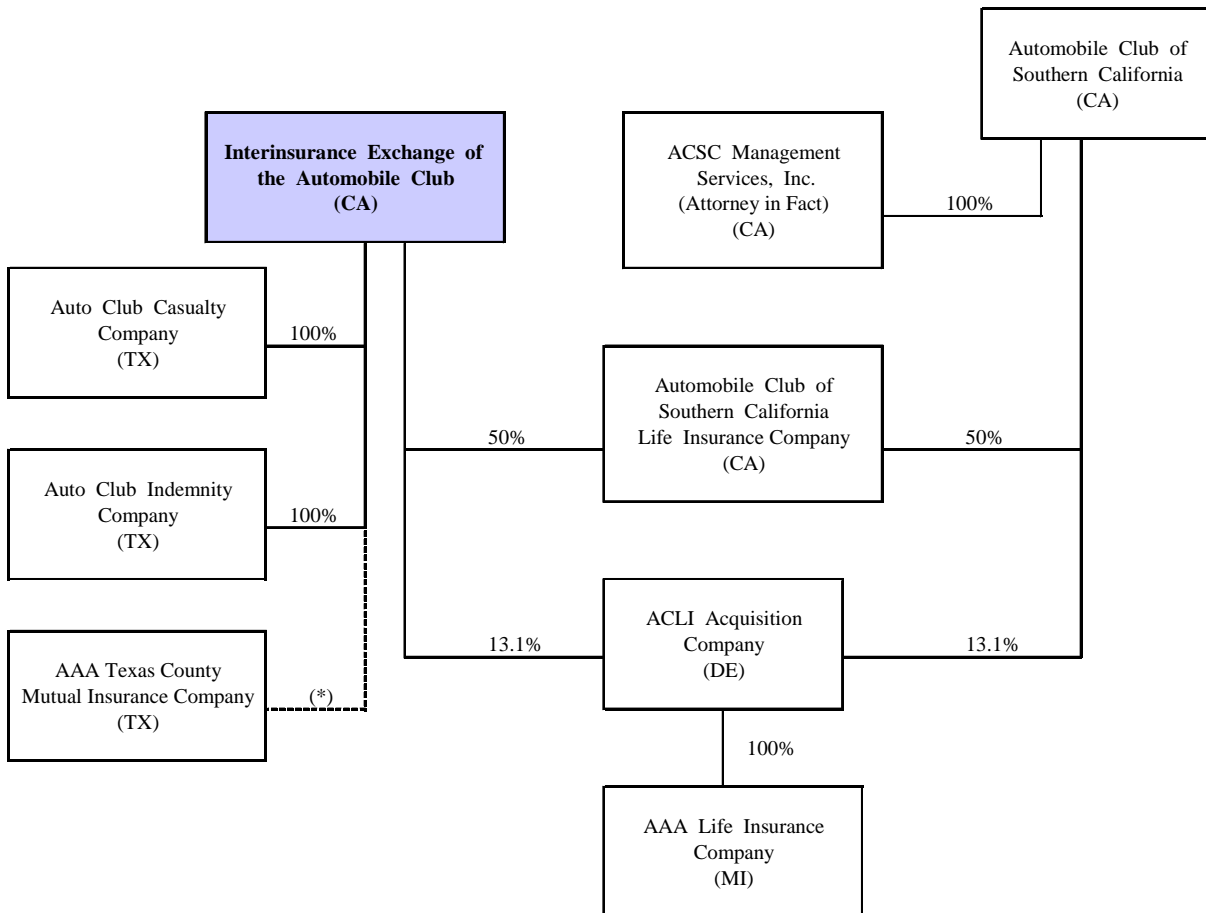 Automobile Club of
Southern California
(CA)
Interinsurance Exchange of
the Automobile Club
(CA)
ACSC Management
Services, Inc.
(Attorney in Fact)
(CA)
100%
Auto Club Casualty
Company
(TX)
100%
Automobile Club of
Southern California
Life Insurance Company
(CA)
50%
50%
Auto Club Indemnity
Company
(TX)
100%
ACLI Acquisition
Company
(DE)
13.1%
13.1%
AAA Texas County
Mutual Insurance Company
(TX)
(*)
100%
AAA Life Insurance
Company
(MI)